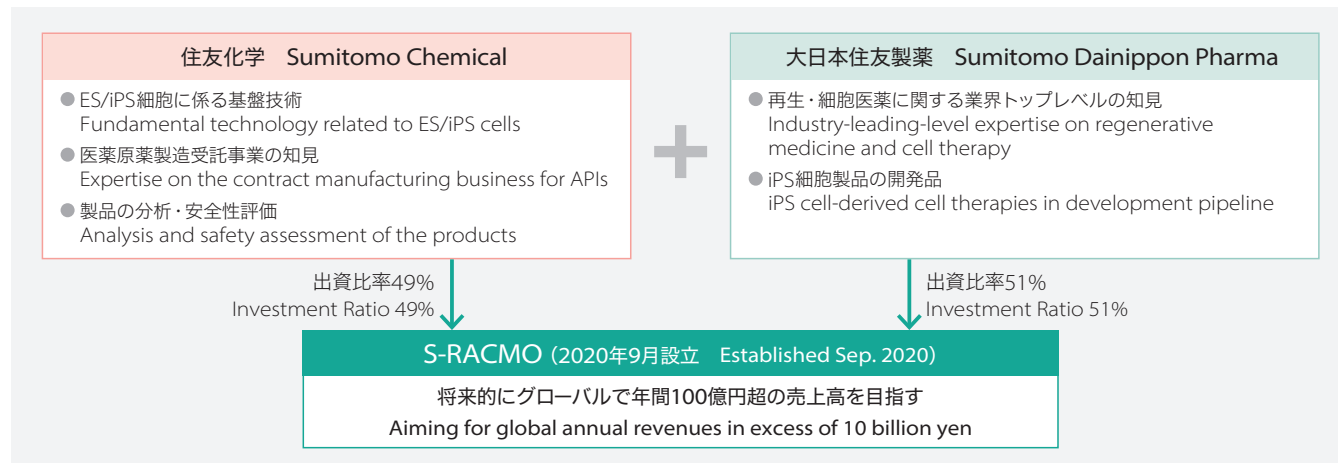 住友化学　Sumitomo Chemical
● ES/iPS細胞に係る基盤技術
Fundamental technology related to ES/iPS cells
● 医薬原薬製造受託事業の知見
Expertise on the contract manufacturing business for APIs
● 製品の分析・安全性評価
Analysis and safety assessment of the products
大日本住友製薬　Sumitomo Dainippon Pharma
● 再生・細胞医薬に関する業界トップレベルの知見
Industry-leading-level expertise on regenerative
medicine and cell therapy
● iPS細胞製品の開発品
iPS cell-derived cell therapies in development pipeline
出資比率49%
Investment Ratio 49%
出資比率51%
Investment Ratio 51%
S-RACMO（2020年9月設立　Established Sep. 2020）
将来的にグローバルで年間100億円超の売上高を目指す
Aiming for global annual revenues in excess of 10 billion yen